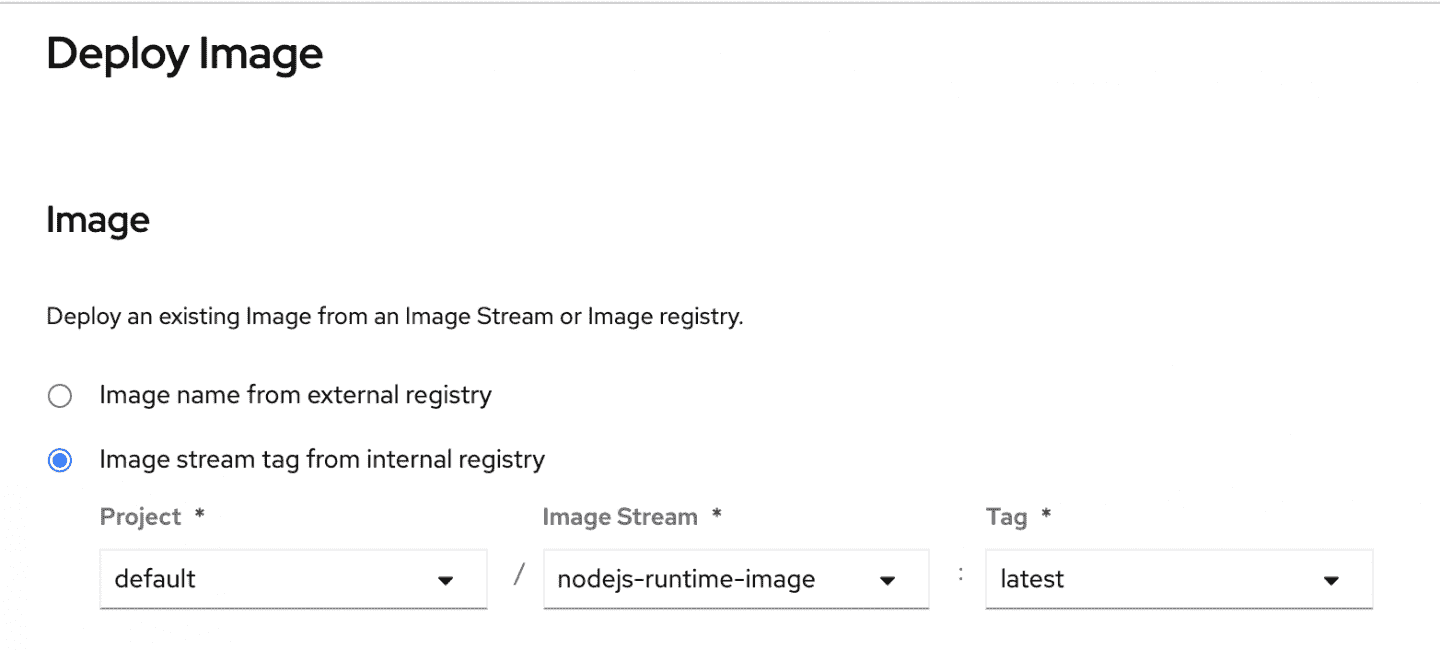 Deploy Image
Image
Deploy an existing Image from an Image Stream or Image registry.
Image name from external registry
Image stream tag from internal registry
Project * Image Stream * Tag *
default / nodejs-runtime-image : latest